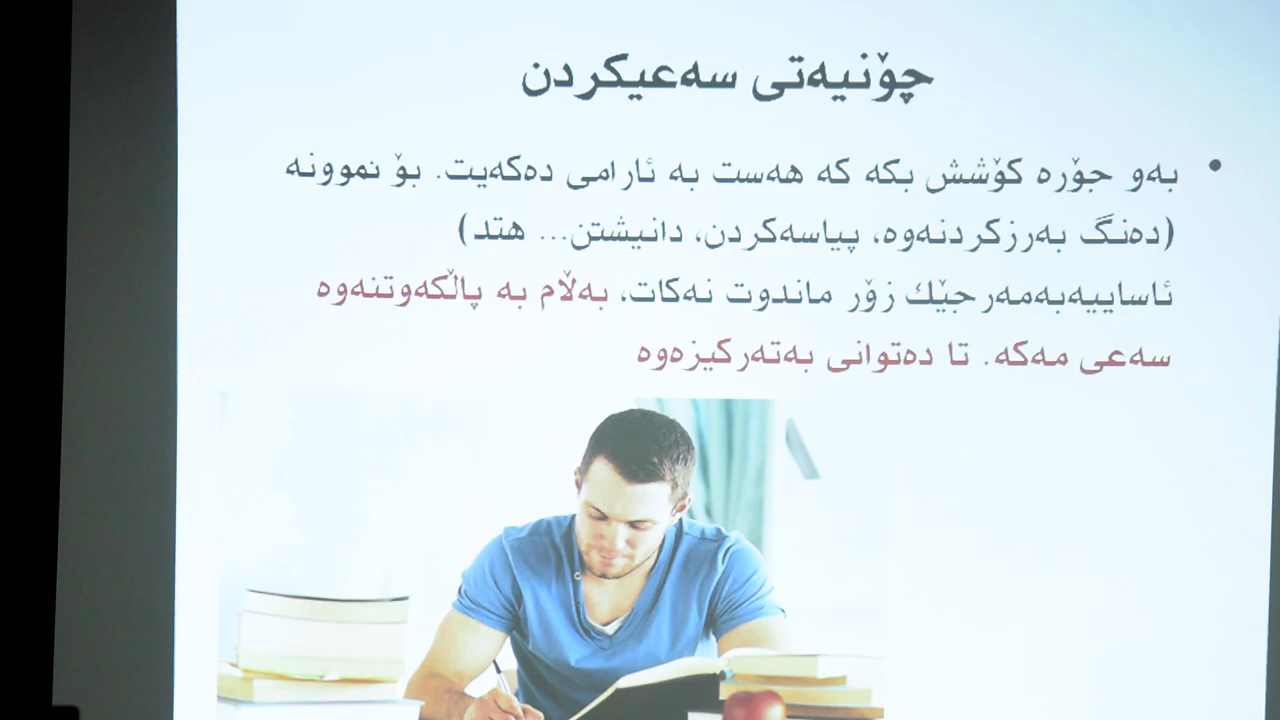 چۆنیەتی سەعیکردن
• بەو جۆرە کۆشش بکە کە هەست بە ئارامی دەکەیت. بۆ نموونە
(دەنگ بەرزکردنەوە، پیاسەکردن، دانیشتن... هتد)
ئاساییەبەمەرجێك زۆر ماندوت نەکات، بەڵام بە پاڵکەوتنەوە
سەعی مەکە. تا دەتوانی بەتەرکیزەوە